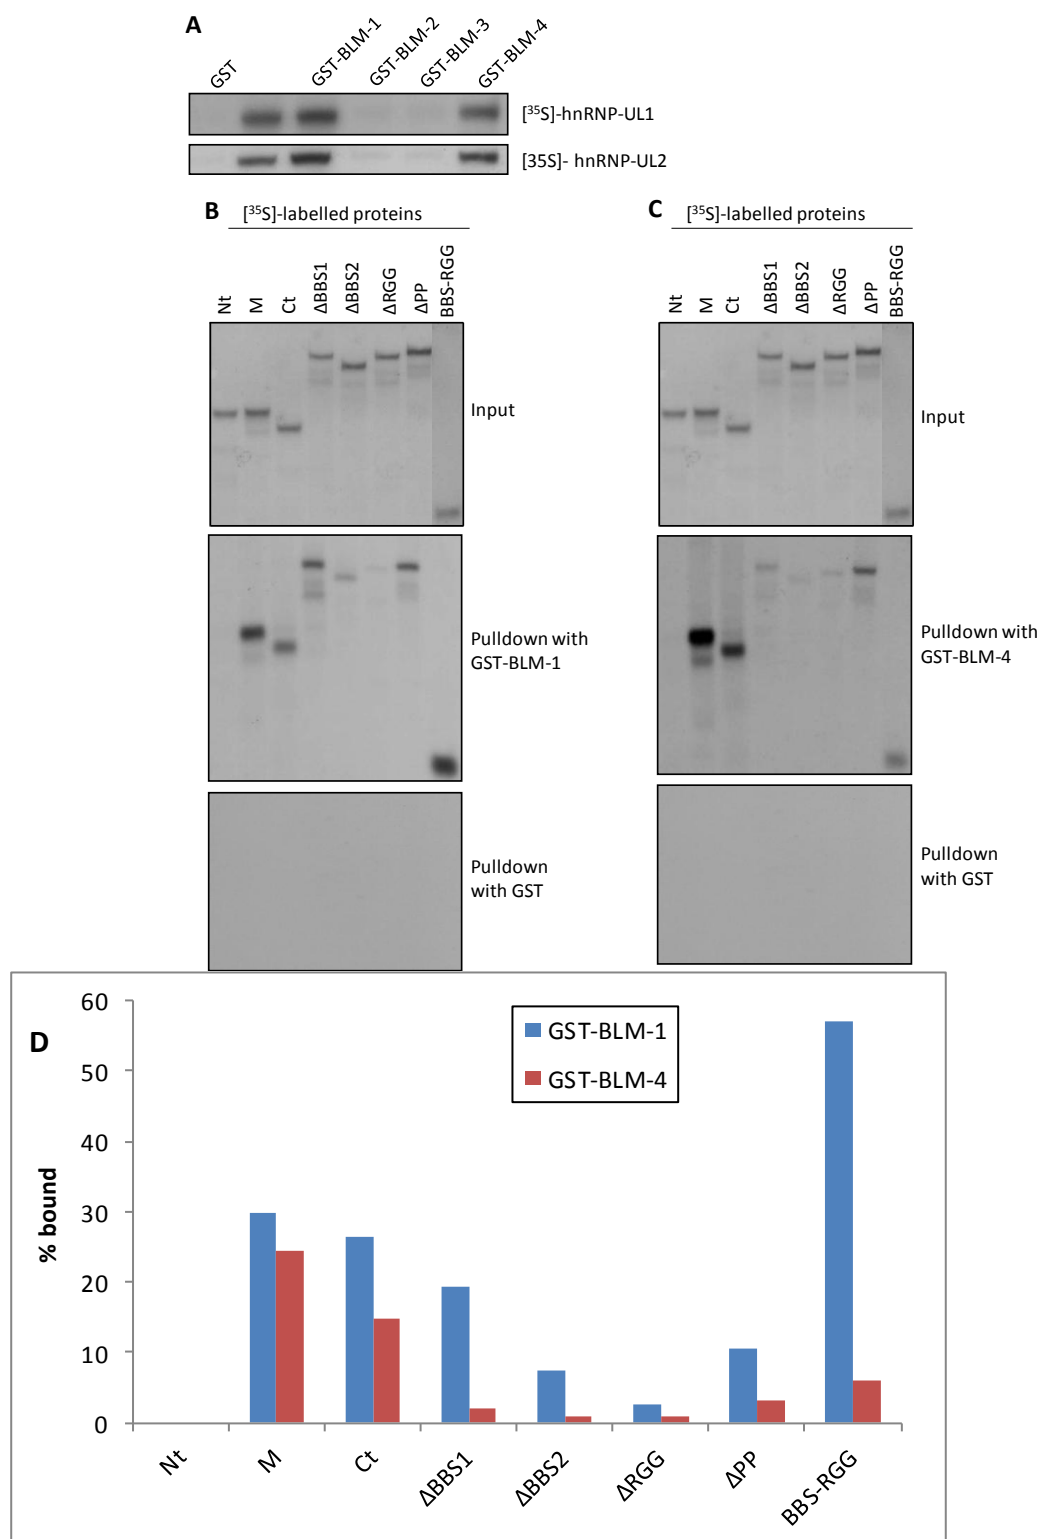 A
GST
GST-BLM-1
GST-BLM-2
GST-BLM-3
GST-BLM-4
[³⁵S]-hnRNP-UL1
[35S]- hnRNP-UL2
B
[³⁵S]-labelled proteins
Nt
M
Ct
ΔBBS1
ΔBBS2
ΔRGG
ΔPP
BBS-RGG
Input
Pulldown with
GST-BLM-1
Pulldown
with GST
C
[³⁵S]-labelled proteins
Nt
M
Ct
ΔBBS1
ΔBBS2
ΔRGG
ΔPP
BBS-RGG
Input
Pulldown with
GST-BLM-4
Pulldown
with GST
D
% bound
60
50
40
30
20
10
0
GST-BLM-1
GST-BLM-4
Nt
M
Ct
ΔBBS1
ΔBBS2
ΔRGG
ΔPP
BBS-RGG